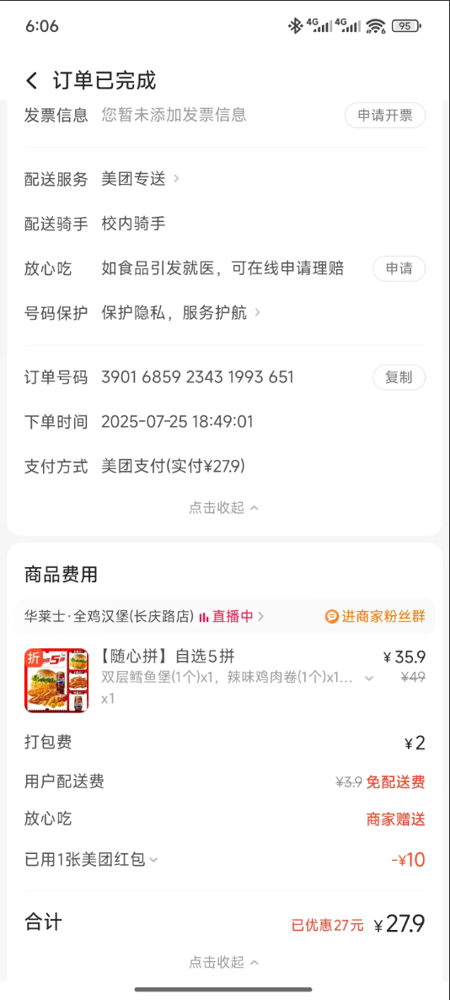 6:06 4G 4G 6 95
订单已完成
发票信息 您暂未添加发票信息 申请开票
配送服务 美团专送
配送骑手 校内骑手
放心吃 如食品引发就医，可在线申请理赔 申请
号码保护 保护隐私，服务护航
订单号码 3901 6859 2343 1993 651 复制
下单时间 2025-07-25 18:49:01
支付方式 美团支付(实付¥27.9)
点击收起
商品费用
华莱士·全鸡汉堡(长庆路店) 直播中 进商家粉丝群
【随心拼】自选5拼 ¥35.9
双层鳕鱼堡(1个)x1，辣味鸡肉卷(1个)x1... ¥49
x1
打包费 ¥2
用户配送费 ¥3.9 免配送费
放心吃 商家赠送
已用1张美团红包 -¥10
合计 已优惠27元 ¥27.9
点击收起